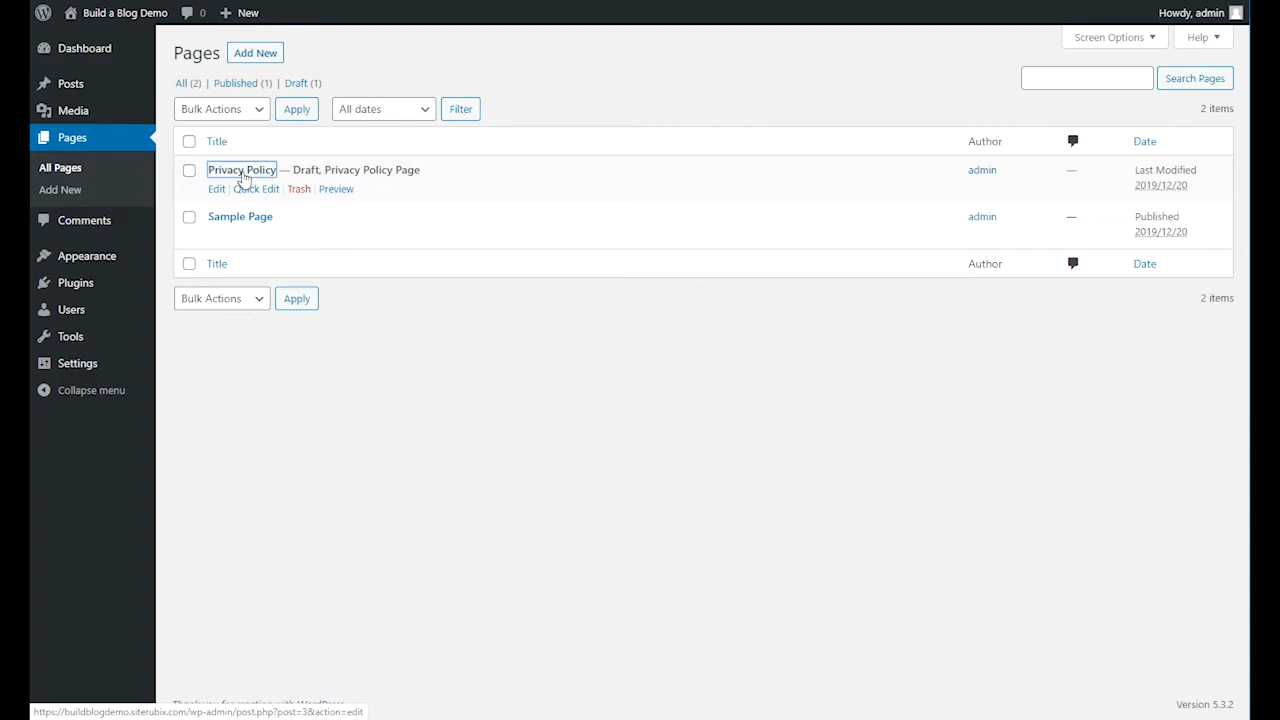 Build a Blog Demo 0 New Howdy, admin
Screen Options Help
Dashboard
Posts
Media
Pages
All Pages
Add New
Comments
Appearance
Plugins
Users
Tools
Settings
Collapse menu
Pages Add New
All (2) | Published (1) | Draft (1)
Search Pages
Bulk Actions Apply All dates Filter 2 items
Title Author Date
Privacy Policy — Draft, Privacy Policy Page admin — Last Modified
2019/12/20
Edit | Quick Edit | Trash | Preview
Sample Page admin — Published
2019/12/20
Title Author Date
Bulk Actions Apply 2 items
Version 5.3.2
https://buildblogdemo.siterubix.com/wp-admin/post.php?post=3&action=edit